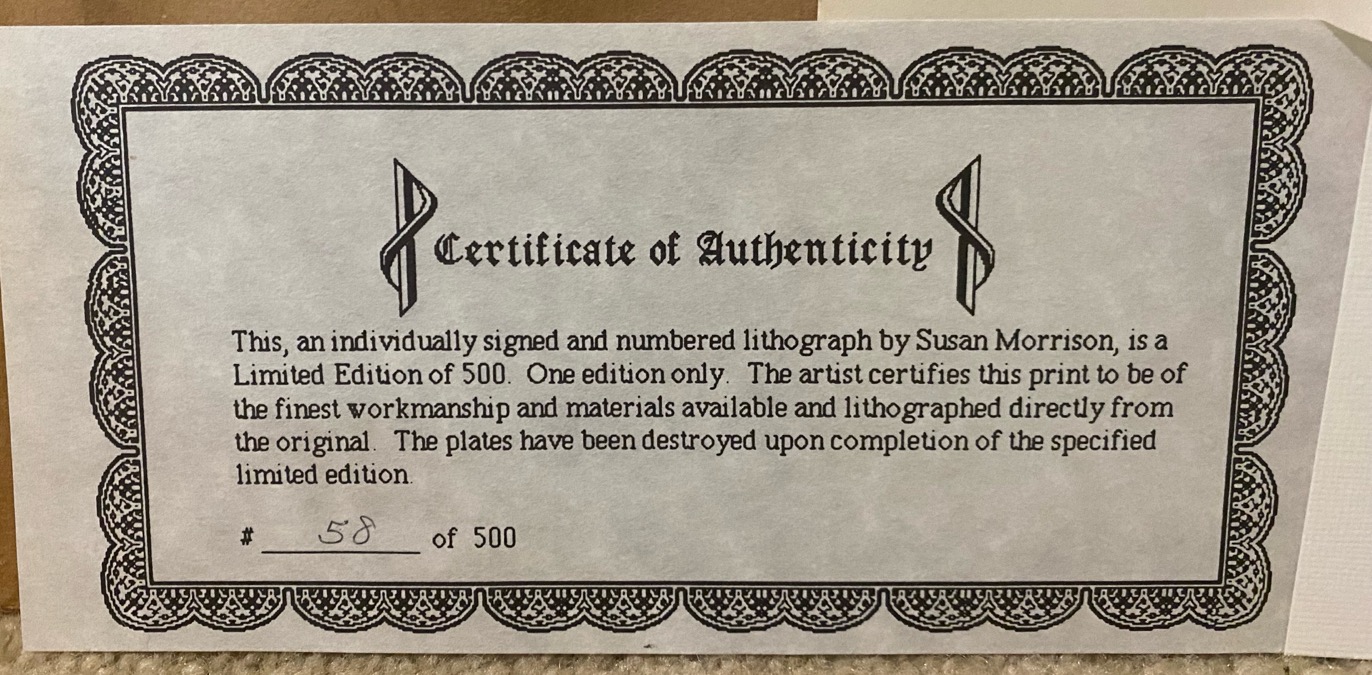 Certificate of Authenticity
This, an individually signed and numbered lithograph by Susan Morrison, is a
Limited Edition of 500. One edition only. The artist certifies this print to be of
the finest workmanship and materials available and lithographed directly from
the original. The plates have been destroyed upon completion of the specified
limited edition.
# 58 of 500